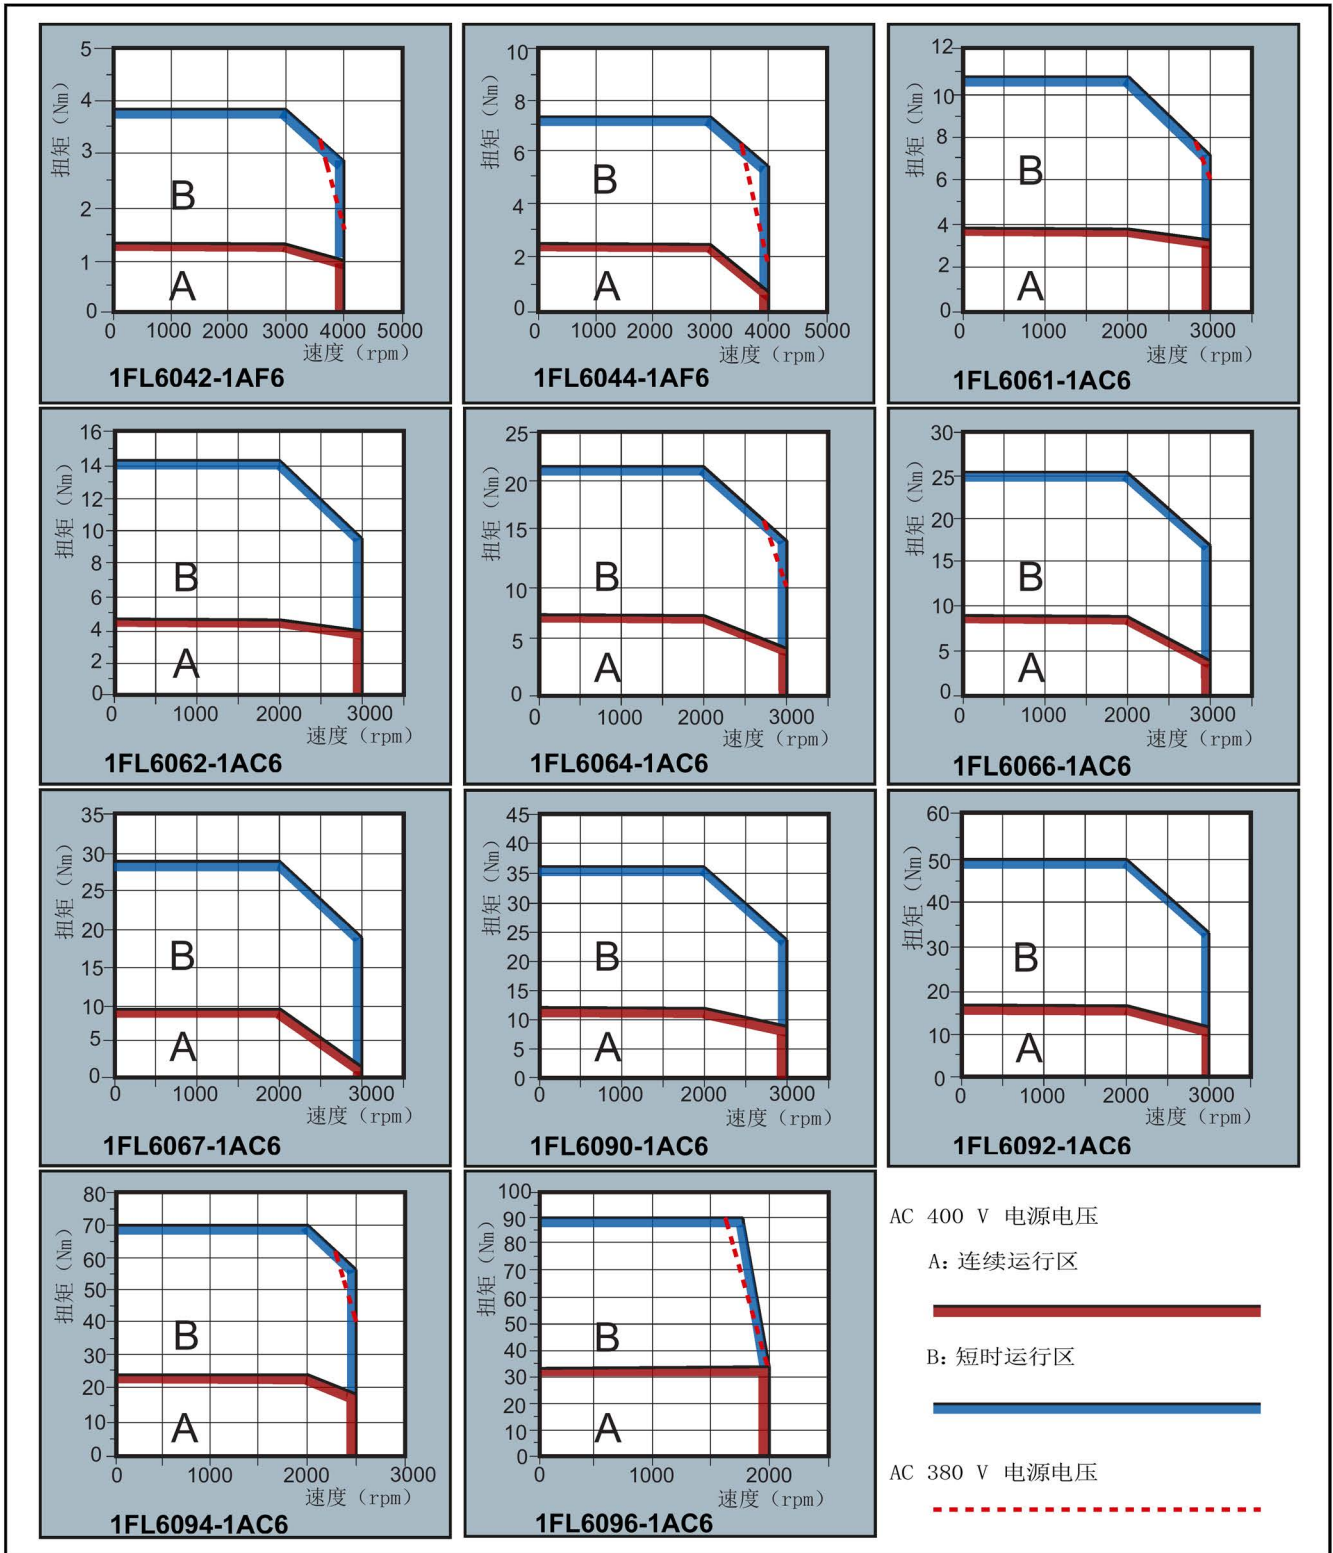 扭矩（Nm）
5
4
3
2
1
0
B
A
0 1000 2000 3000 4000 5000
速度（rpm）
1FL6042-1AF6
扭矩（Nm）
10
8
6
4
2
0
B
A
0 1000 2000 3000 4000 5000
速度（rpm）
1FL6044-1AF6
扭矩（Nm）
12
10
8
6
4
2
0
B
A
0 1000 2000 3000
速度（rpm）
1FL6061-1AC6
扭矩（Nm）
16
14
12
10
8
6
4
2
0
B
A
0 1000 2000 3000
速度（rpm）
1FL6062-1AC6
扭矩（Nm）
25
20
15
10
5
0
B
A
0 1000 2000 3000
速度（rpm）
1FL6064-1AC6
扭矩（Nm）
30
25
20
15
10
5
0
B
A
0 1000 2000 3000
速度（rpm）
1FL6066-1AC6
扭矩（Nm）
35
30
25
20
15
10
5
0
B
A
0 1000 2000 3000
速度（rpm）
1FL6067-1AC6
扭矩（Nm）
45
40
35
30
25
20
15
10
5
0
B
A
0 1000 2000 3000
速度（rpm）
1FL6090-1AC6
扭矩（Nm）
60
50
40
30
20
10
0
B
A
0 1000 2000 3000
速度（rpm）
1FL6092-1AC6
扭矩（Nm）
80
70
60
50
40
30
20
10
0
B
A
0 1000 2000 3000
速度（rpm）
1FL6094-1AC6
扭矩（Nm）
100
90
80
70
60
50
40
30
20
10
0
B
A
0 1000 2000
速度（rpm）
1FL6096-1AC6
AC 400 V 电源电压
A: 连续运行区
B: 短时运行区
AC 380 V 电源电压